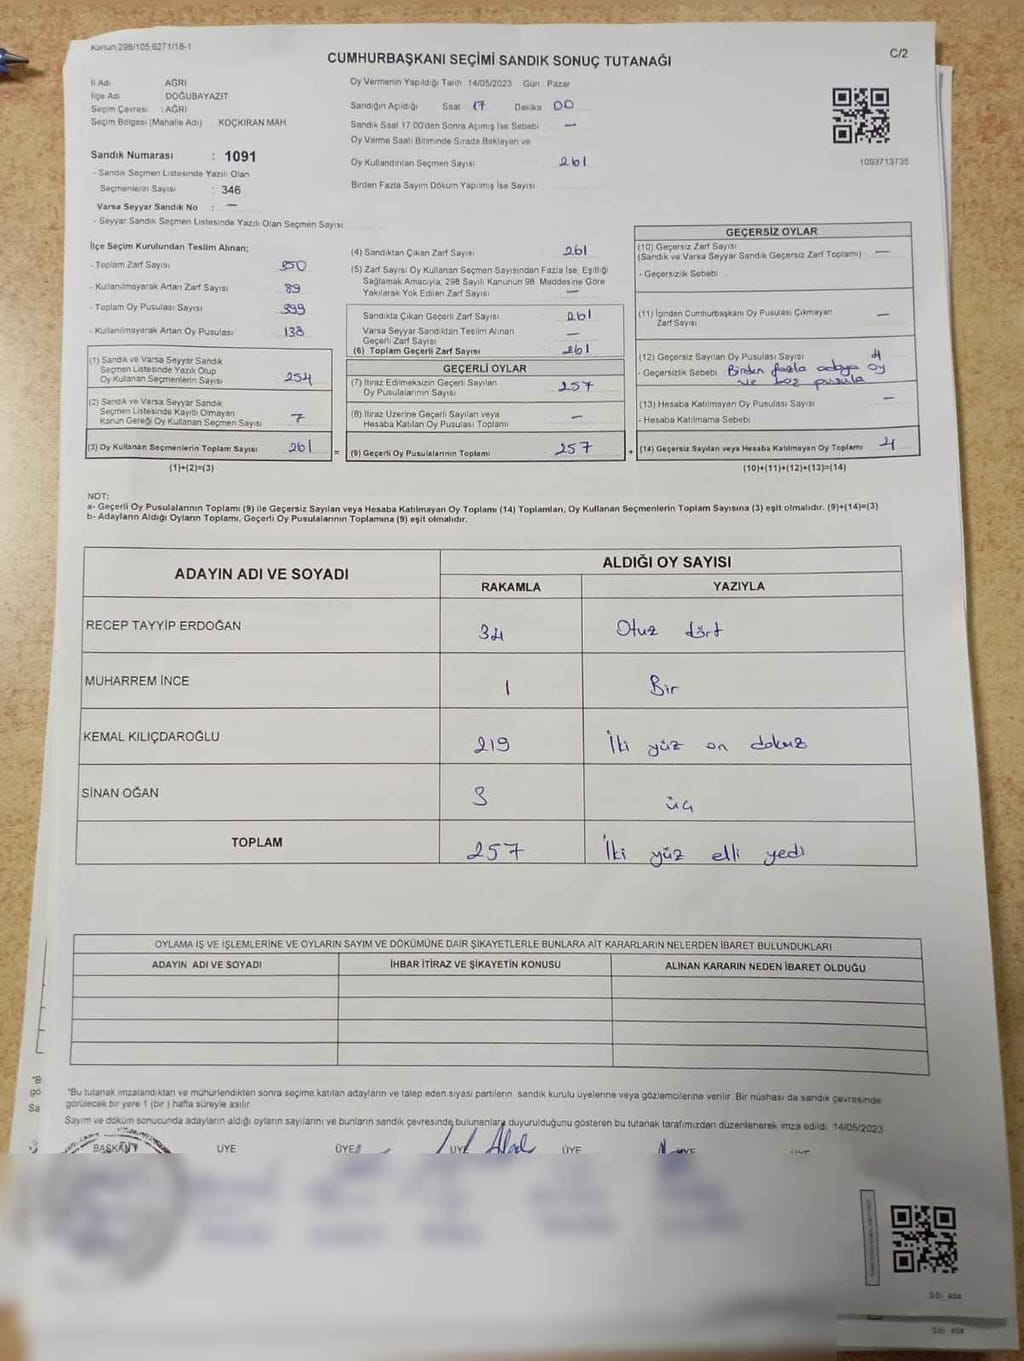 Kanun 298/105 6271/18-1
C/2
CUMHURBAŞKANI SEÇİMİ SANDIK SONUÇ TUTANAĞI
İl Adı AĞRI
İlçe Adı DOĞUBAYAZIT
Seçim Çevresi : AĞRI
Seçim Bölgesi (Mahalle Adı) KOÇKIRAN MAH
Sandık Numarası : 1091
- Sandık Seçmen Listesinde Yazılı Olan
Seçmenlerin Sayısı : 346
Varsa Seyyar Sandık No : —
- Seyyar Sandık Seçmen Listesinde Yazılı Olan Seçmen Sayısı
Oy Vermenin Yapıldığı Tarih 14/05/2023 Gün Pazar
Sandığın Açıldığı Saat 17 Dakika 00
Sandık Saat 17.00'den Sonra Açımış İse Sebebi —
Oy Verme Saati Bitiminde Sırada Bekleyen ve
Oy Kullandırılan Seçmen Sayısı 261
Birden Fazla Sayım Döküm Yapılmış İse Sayısı
1093713735
İlçe Seçim Kurulundan Teslim Alınan;
- Toplam Zarf Sayısı 350
- Kullanılmayarak Artan Zarf Sayısı 89
- Toplam Oy Pusulası Sayısı 399
- Kullanılmayarak Artan Oy Pusulası 138
(1) Sandık ve Varsa Seyyar Sandık
Seçmen Listesinde Yazılı Olup
Oy Kullanan Seçmenlerin Sayısı 254
(2) Sandık ve Varsa Seyyar Sandık
Seçmen Listesinde Kayıtlı Olmayan
Kanun Gereği Oy Kullanan Seçmen Sayısı 7
(3) Oy Kullanan Seçmenlerin Toplam Sayısı 261
(1)+(2)=(3)
(4) Sandıktan Çıkan Zarf Sayısı 261
(5) Zarf Sayısı Oy Kullanan Seçmen Sayısından Fazla İse, Eşitliği
Sağlamak Amacıyla, 298 Sayılı Kanunun 98. Maddesine Göre
Yakılarak Yok Edilen Zarf Sayısı —
Sandıkta Çıkan Geçerli Zarf Sayısı 261
Varsa Seyyar Sandıktan Teslim Alınan
Geçerli Zarf Sayısı —
(6) Toplam Geçerli Zarf Sayısı 261
GEÇERLİ OYLAR
(7) İtiraz Edilmeksizin Geçerli Sayılan
Oy Pusulalarının Sayısı 257
(8) İtiraz Üzerine Geçerli Sayılan veya
Hesaba Katılan Oy Pusulası Toplamı —
= (9) Geçerli Oy Pusulalarının Toplamı 257 +
GEÇERSİZ OYLAR
(10) Geçersiz Zarf Sayısı
(Sandık ve Varsa Seyyar Sandık Geçersiz Zarf Toplamı) —
- Geçersizlik Sebebi
(11) İçinden Cumhurbaşkanı Oy Pusulası Çıkmayan
Zarf Sayısı —
(12) Geçersiz Sayılan Oy Pusulası Sayısı 4
- Geçersizlik Sebebi Birden fazla adaya oy
ve boz pusula
(13) Hesaba Katılmayan Oy Pusulası Sayısı —
- Hesaba Katılmama Sebebi
(14) Geçersiz Sayılan veya Hesaba Katılmayan Oy Toplamı 4
(10)+(11)+(12)+(13)=(14)
NOT:
a- Geçerli Oy Pusulalarının Toplamı (9) ile Geçersiz Sayılan veya Hesaba Katılmayan Oy Toplamı (14) Toplamları, Oy Kullanan Seçmenlerin Toplam Sayısına (3) eşit olmalıdır. (9)+(14)=(3)
b- Adayların Aldığı Oyların Toplamı, Geçerli Oy Pusulalarının Toplamına (9) eşit olmalıdır.
ADAYIN ADI VE SOYADI ALDIĞI OY SAYISI
RAKAMLA YAZIYLA
RECEP TAYYİP ERDOĞAN 34 Otuz dört
MUHARREM İNCE 1 Bir
KEMAL KILIÇDAROĞLU 219 İki yüz on dokuz
SİNAN OĞAN 3 üç
TOPLAM 257 İki yüz elli yedi
OYLAMA İŞ VE İŞLEMLERİNE VE OYLARIN SAYIM VE DÖKÜMÜNE DAİR ŞİKAYETLERLE BUNLARA AİT KARARLARIN NELERDEN İBARET BULUNDUKLARI
ADAYIN ADI VE SOYADI İHBAR İTİRAZ VE ŞİKAYETİN KONUSU ALINAN KARARIN NEDEN İBARET OLDUĞU
"Bu tutanak imzalandıktan ve mühürlendikten sonra seçime katılan adayların ve talep eden siyasi partilerin sandık kurulu üyelerine veya gözlemcilerine verilir. Bir nüshası da sandık çevresinde
görülecek bir yere 1 (bir) hafta süreyle asılır.
Sayım ve döküm sonucunda adayların aldığı oyların sayılarını ve bunların sandık çevresinde bulunanlara duyurulduğunu gösteren bu tutanak tarafımızdan düzenlenerek imza edildi. 14/05/2023
BAŞKAN ÜYE ÜYE ÜYE ÜYE
SSt_404
SSt_404